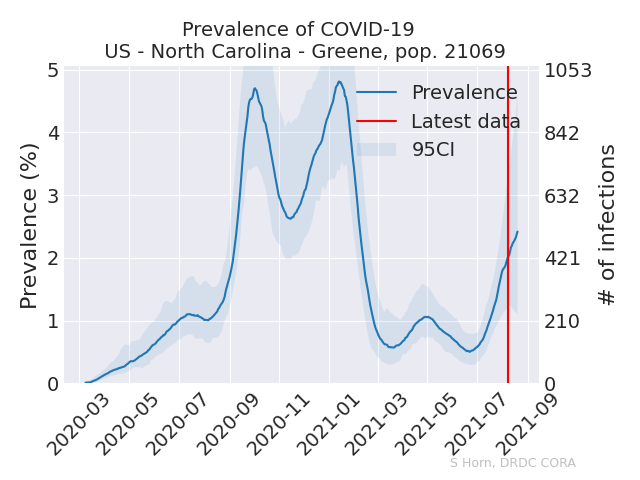 Prevalence of COVID-19
US - North Carolina - Greene, pop. 21069
Prevalence (%)
5
4
3
2
1
0
1053
842
632
421
210
0
# of infections
Prevalence
Latest data
95CI
2020-03
2020-05
2020-07
2020-09
2020-11
2021-01
2021-03
2021-05
2021-07
2021-09
S Horn, DRDC CORA